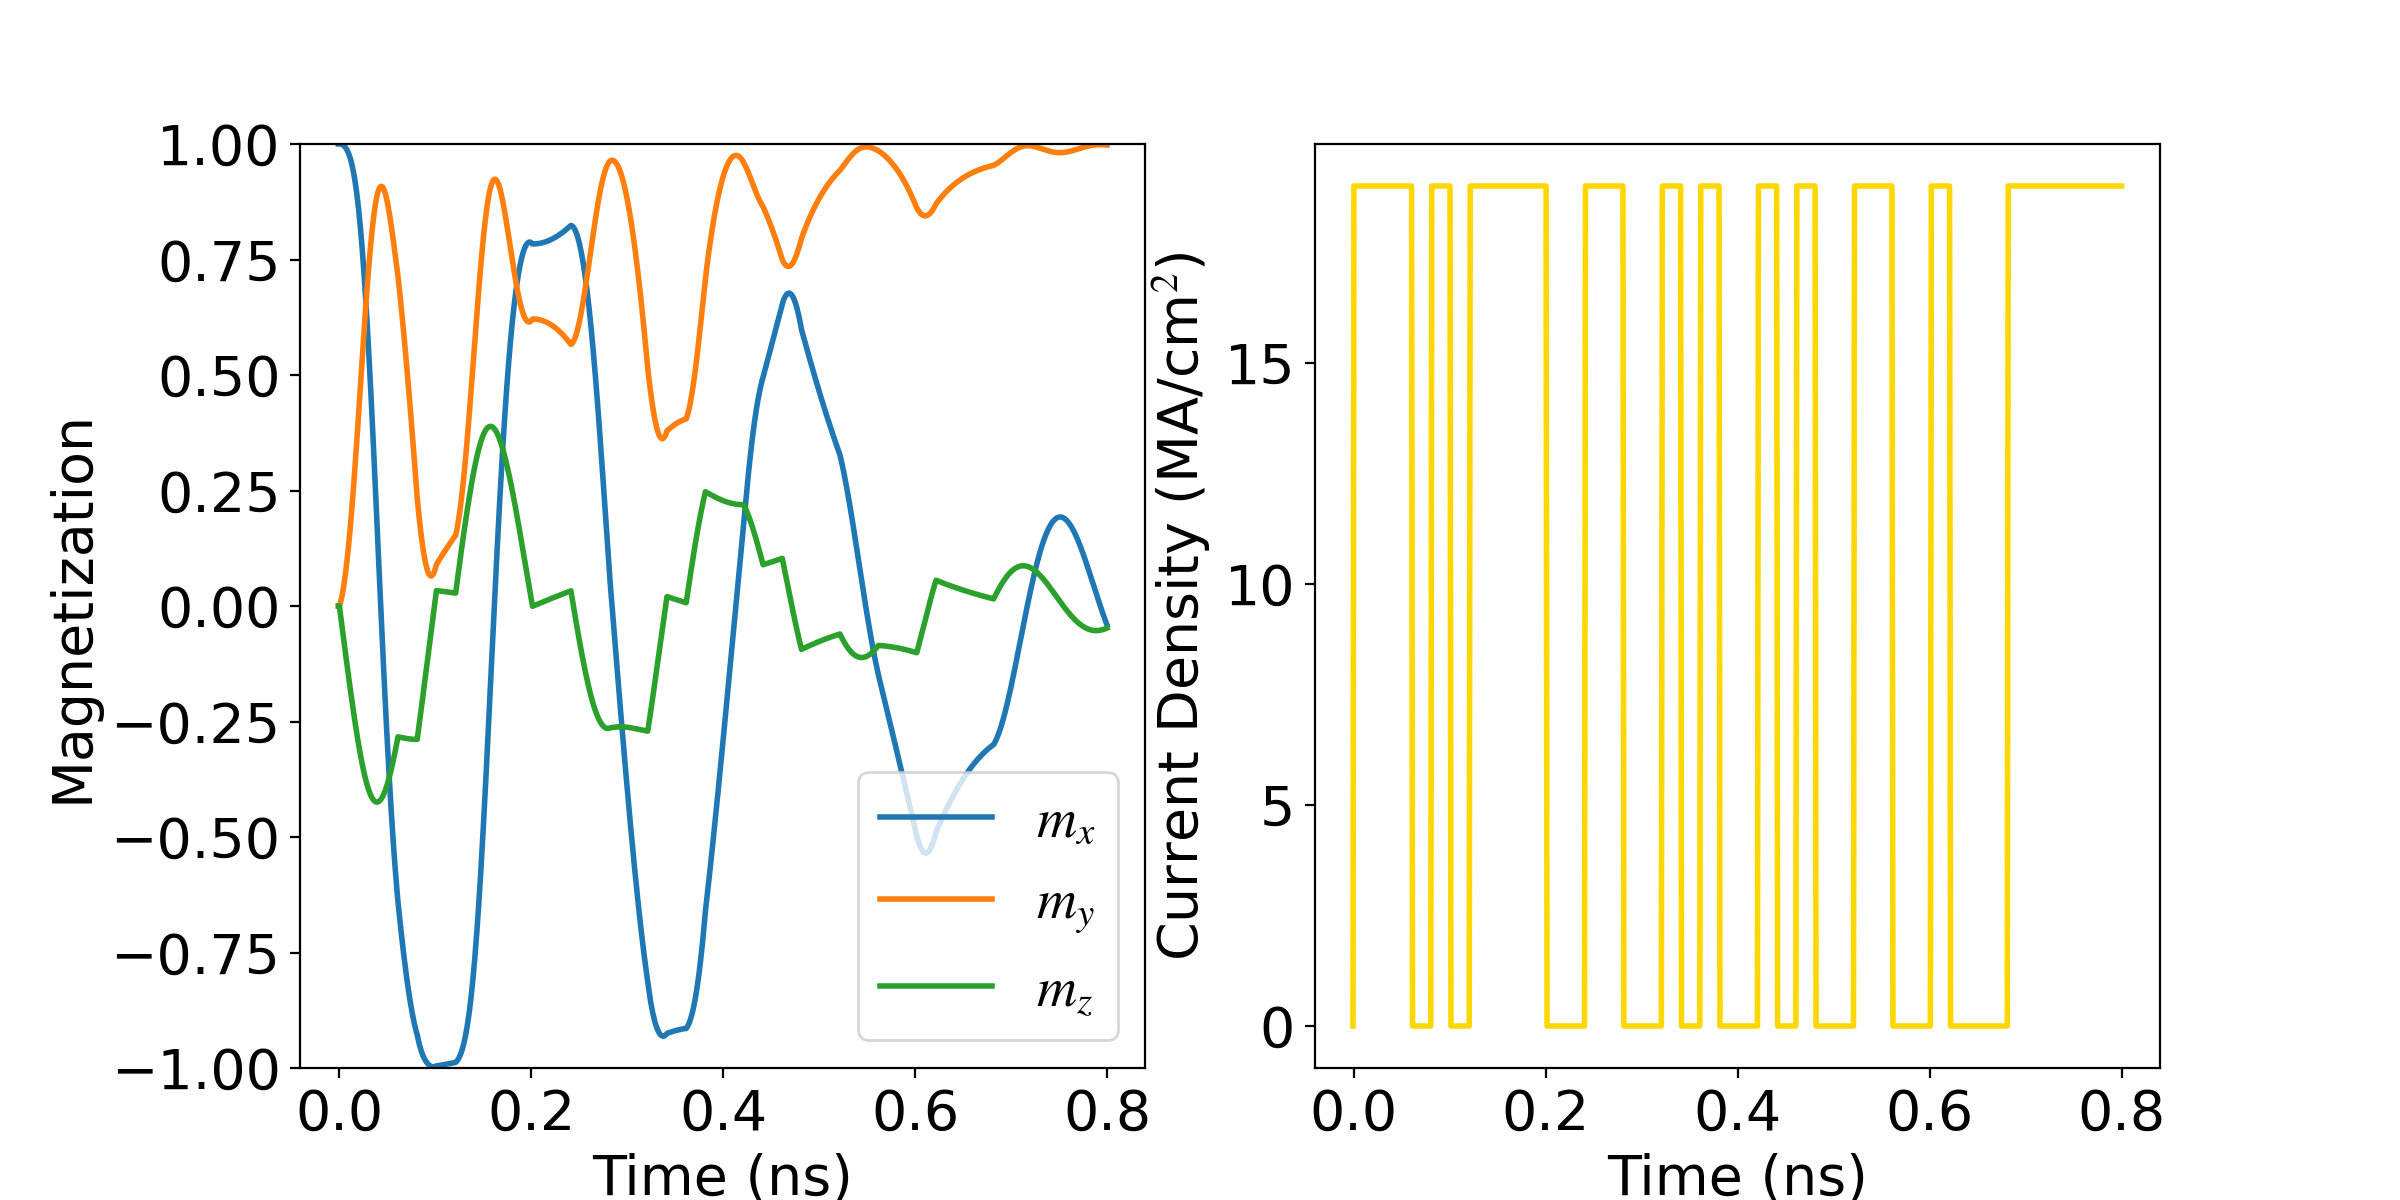 Magnetization
1.00
0.75
0.50
0.25
0.00
−0.25
−0.50
−0.75
−1.00
0.0 0.2 0.4 0.6 0.8
Time (ns)
m_x
m_y
m_z
Current Density (MA/cm²)
15
10
5
0
0.0 0.2 0.4 0.6 0.8
Time (ns)